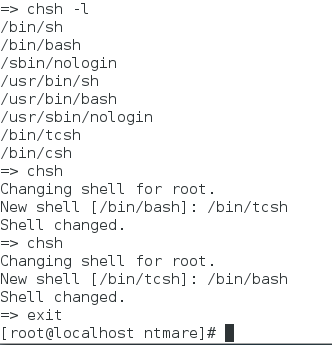 => chsh -l
/bin/sh
/bin/bash
/sbin/nologin
/usr/bin/sh
/usr/bin/bash
/usr/sbin/nologin
/bin/tcsh
/bin/csh
=> chsh
Changing shell for root.
New shell [/bin/bash]: /bin/tcsh
Shell changed.
=> chsh
Changing shell for root.
New shell [/bin/tcsh]: /bin/bash
Shell changed.
=> exit
[root@localhost ntmare]#